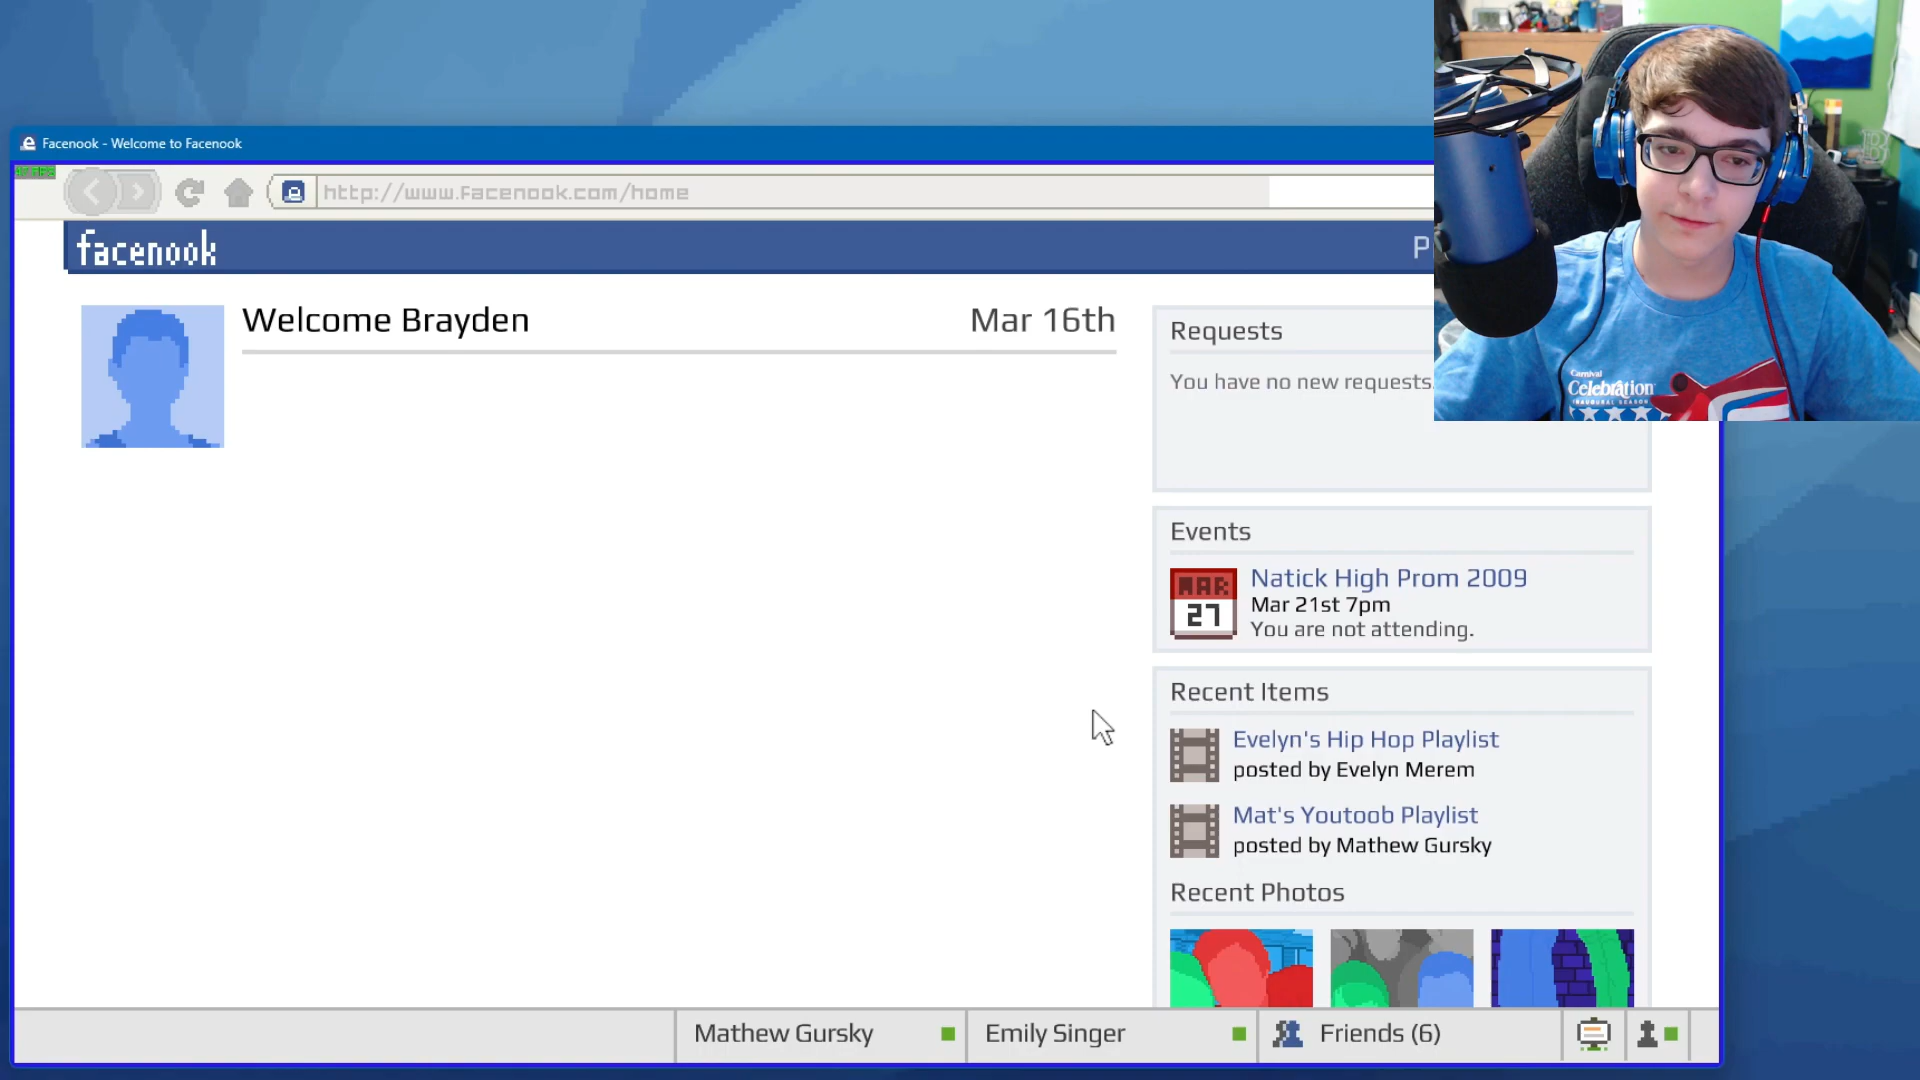 Facenook - Welcome to Facenook
http://www.Facenook.com/home
facenook
P
Welcome Brayden
Mar 16th
Requests
You have no new requests.
Events
MAR
27
Natick High Prom 2009
Mar 21st 7pm
You are not attending.
Recent Items
Evelyn's Hip Hop Playlist
posted by Evelyn Merem
Mat's Youtoob Playlist
posted by Mathew Gursky
Recent Photos
Mathew Gursky
Emily Singer
Friends (6)
Carnival
Celebration
INAUGURAL SEASON